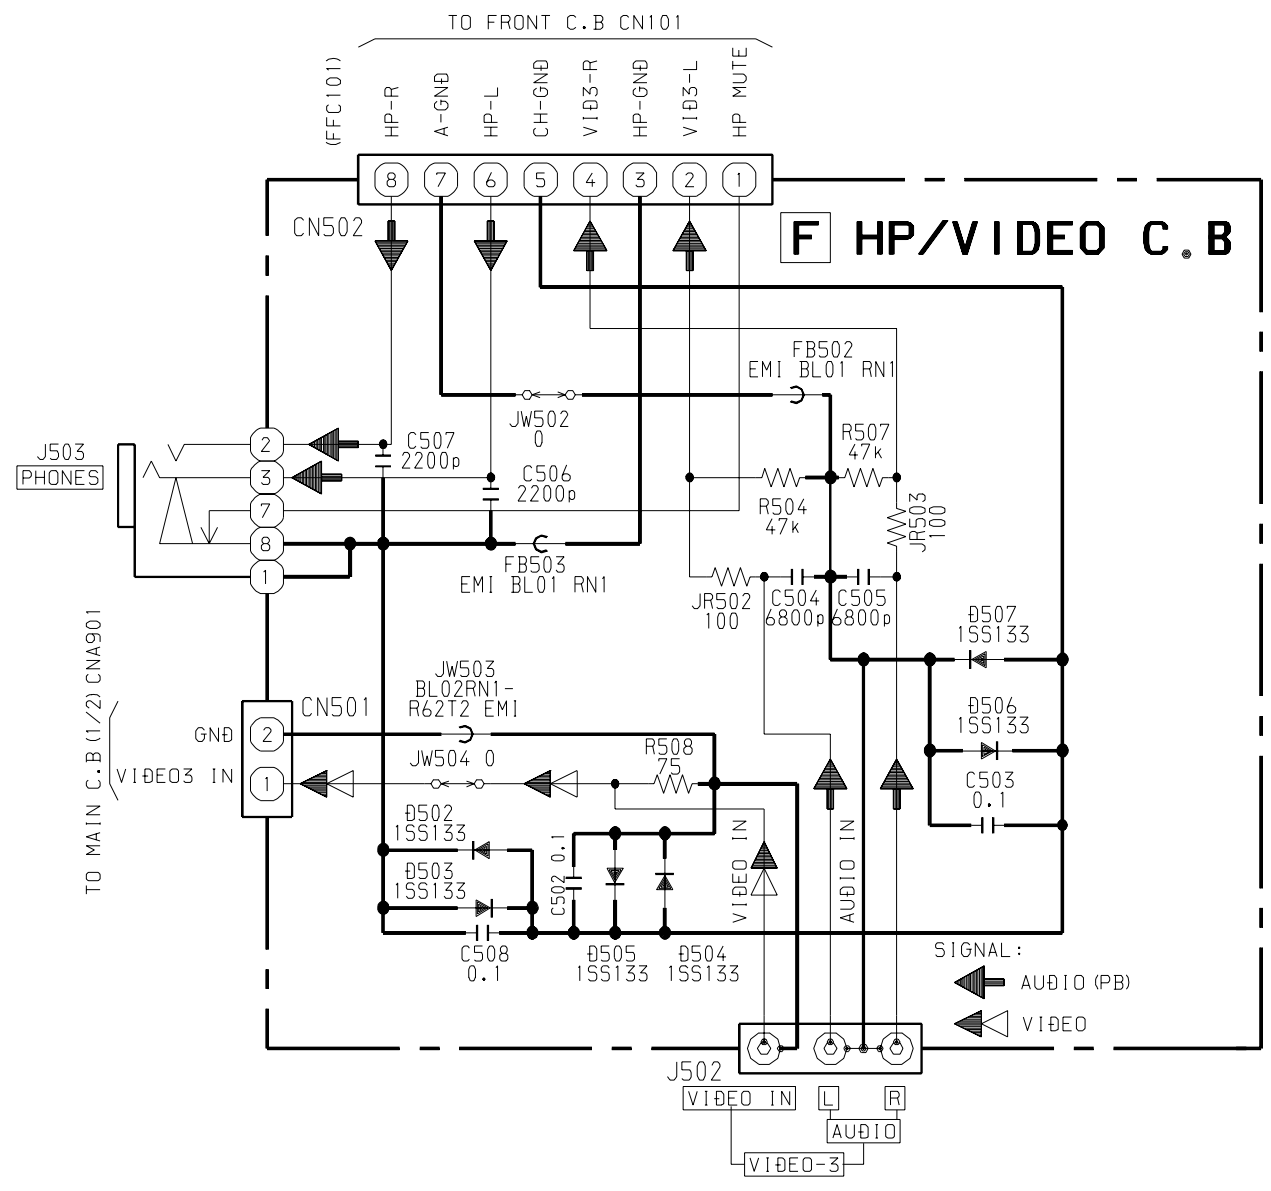 TO FRONT C.B CN101
(FFC101)
HP-R
A-GND
HP-L
CH-GND
VID3-R
HP-GND
VID3-L
HP MUTE
8 7 6 5 4 3 2 1
CN502
F HP/VIDEO C.B
FB502
EMI BL01 RN1
JW502
0
R507
47k
J503
PHONES
2
3
7
8
1
C507
2200p
C506
2200p
R504
47k
JR503
100
FB503
EMI BL01 RN1
JR502
100
C504
6800p
C505
6800p
D507
1SS133
TO MAIN C.B (1/2) CNA901
CN501
GND
2
VIDEO3 IN
1
JW503
BL02RN1-
R62T2 EMI
JW504 0
R508
75
D506
1SS133
C503
0.1
D502
1SS133
D503
1SS133
C502 0.1
VIDEO IN
AUDIO IN
C508
0.1
D505
1SS133
D504
1SS133
SIGNAL:
AUDIO (PB)
VIDEO
J502
VIDEO IN
L
R
AUDIO
VIDEO-3